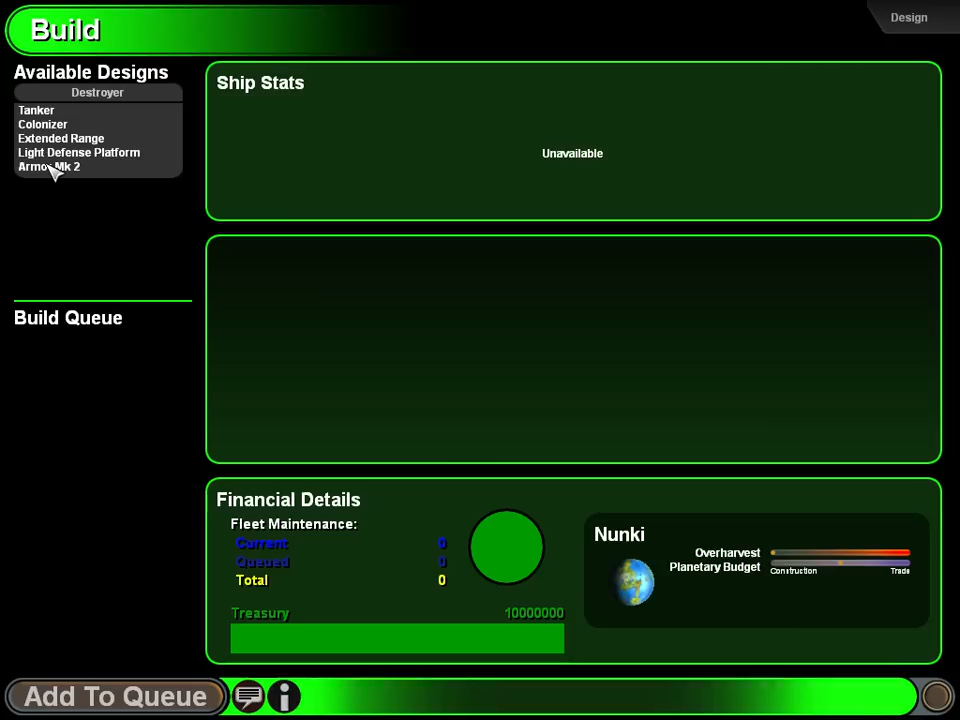 Build
Design
Available Designs
Destroyer
Tanker
Colonizer
Extended Range
Light Defense Platform
Armor Mk 2
Build Queue
Ship Stats
Unavailable
Financial Details
Fleet Maintenance:
Current 0
Queued 0
Total 0
Treasury 10000000
Nunki
Overharvest
Planetary Budget
Construction Trade
Add To Queue